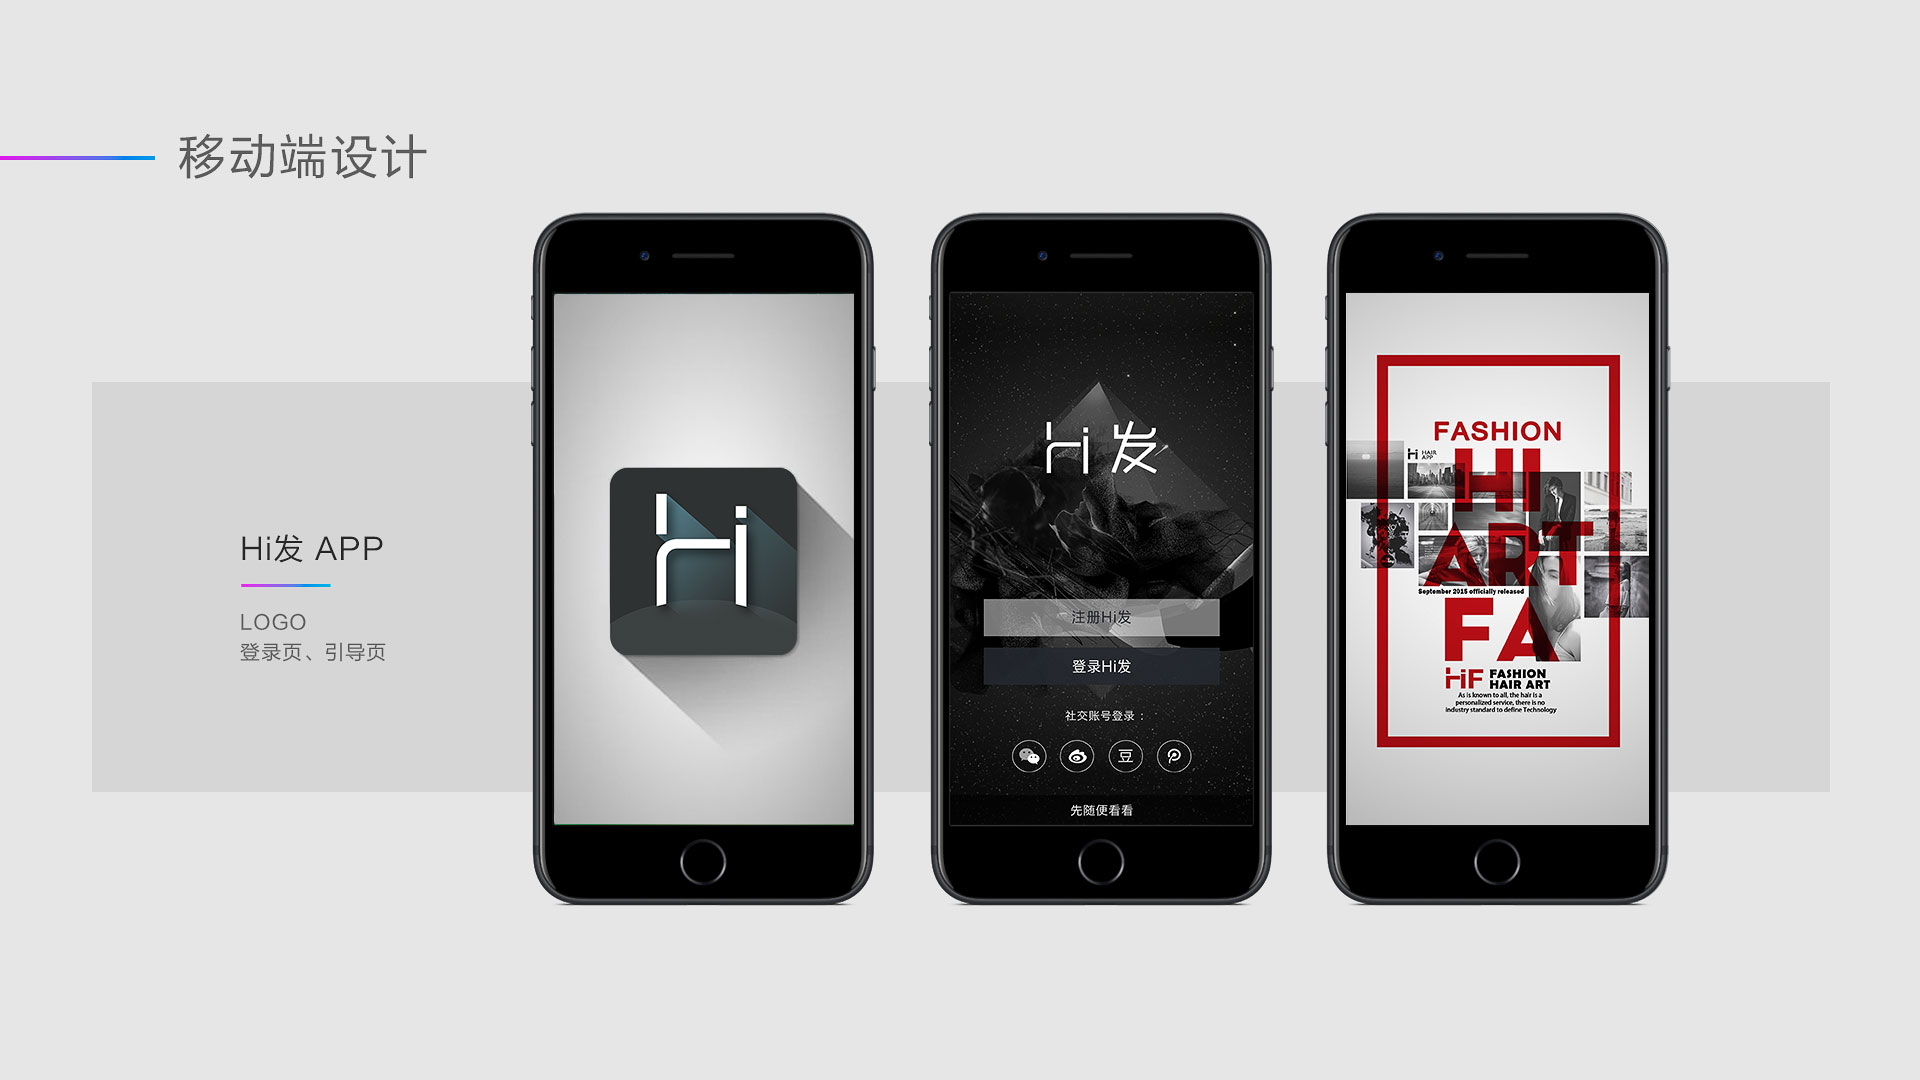 移动端设计
Hi发 APP
LOGO
登录页、引导页
Hi
Hi发
注册Hi发
登录Hi发
社交账号登录：
豆
先随便看看
FASHION
Hi HAIR
APP
HI
ART
September 2015 officially released
FA
HiF FASHION
HAIR ART
As is known to all, the hair is a
personalized service, there is no
industry standard to define Technology